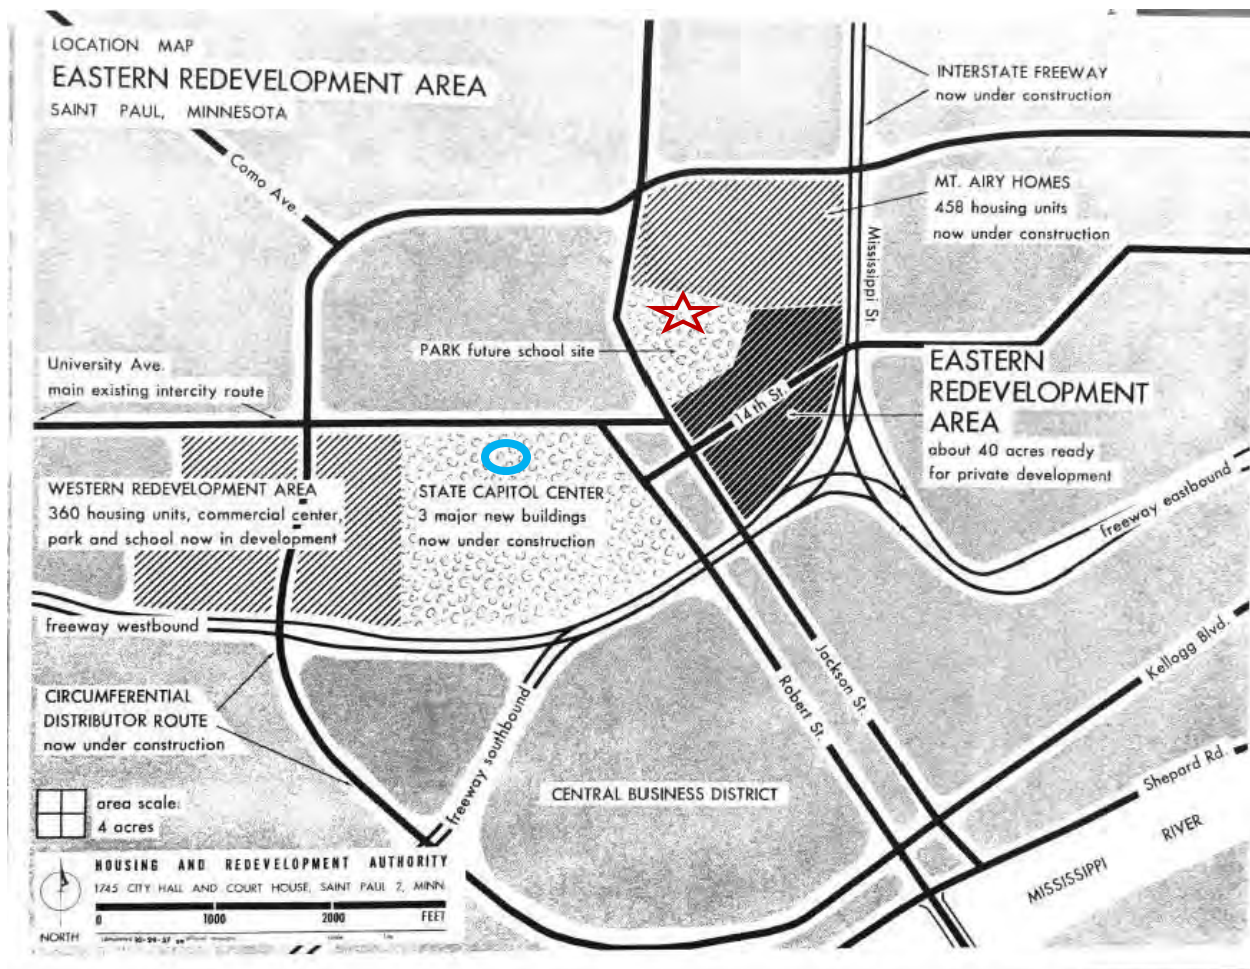 LOCATION MAP
EASTERN REDEVELOPMENT AREA
SAINT PAUL, MINNESOTA
Como Ave.
INTERSTATE FREEWAY
now under construction
MT. AIRY HOMES
458 housing units
now under construction
Mississippi St
PARK future school site
University Ave.
main existing intercity route
14th St.
EASTERN
REDEVELOPMENT
AREA
about 40 acres ready
for private development
WESTERN REDEVELOPMENT AREA
360 housing units, commercial center,
park and school now in development
STATE CAPITOL CENTER
3 major new buildings
now under construction
freeway eastbound
freeway westbound
CIRCUMFERENTIAL
DISTRIBUTOR ROUTE
now under construction
freeway southbound
Robert St.
Jackson St.
Kellogg Blvd.
Shepard Rd.
MISSISSIPPI RIVER
CENTRAL BUSINESS DISTRICT
area scale:
4 acres
HOUSING AND REDEVELOPMENT AUTHORITY
1745 CITY HALL AND COURT HOUSE, SAINT PAUL 2, MINN.
0 1000 2000 FEET
NORTH
10-29-57